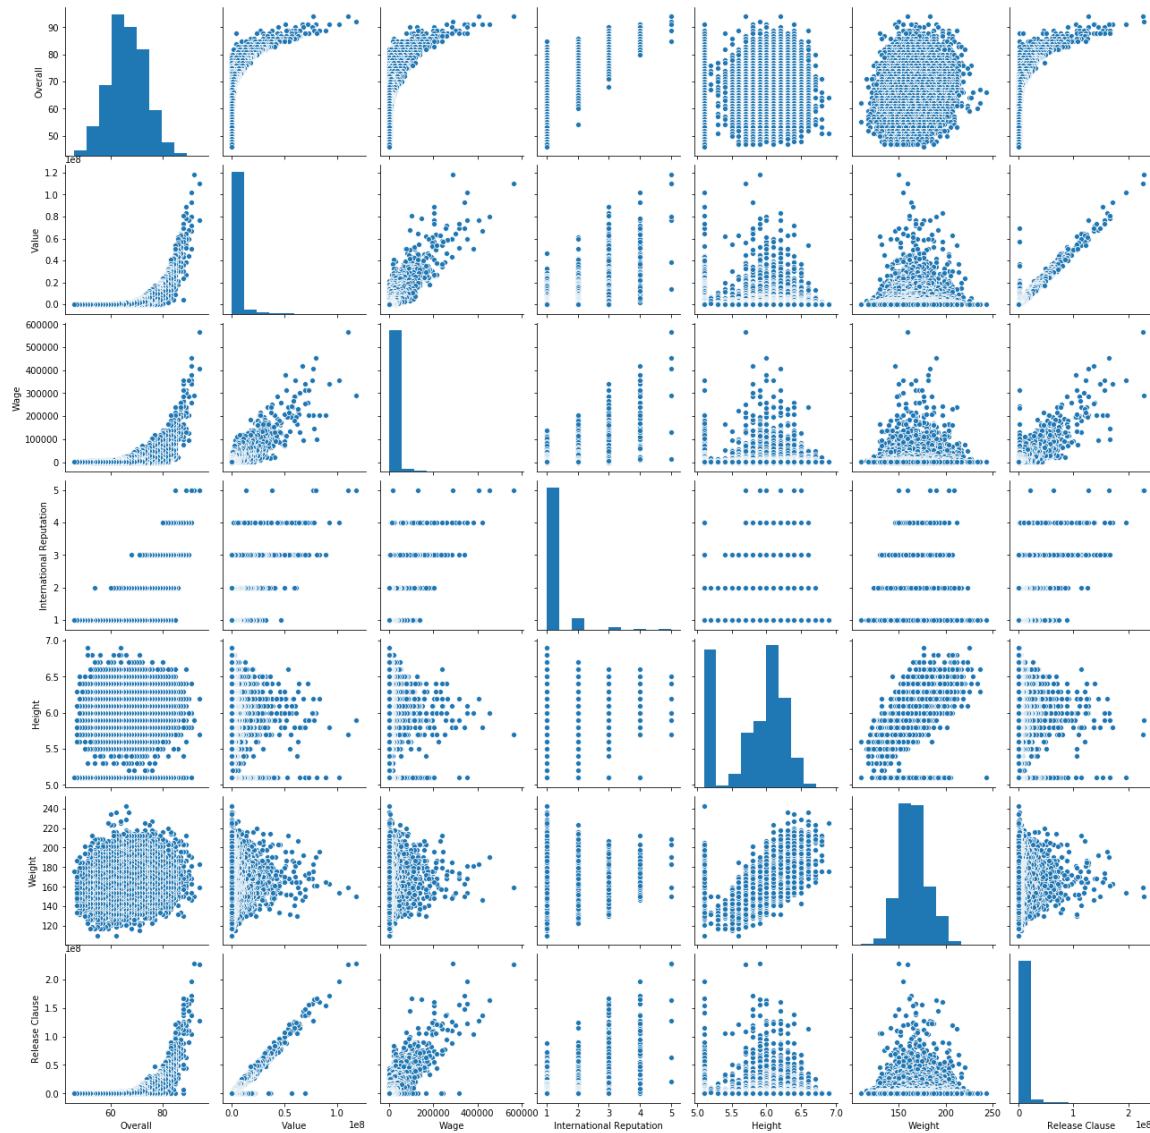 90
80
70
60
50
Overall
1e8
1.2
1.0
0.8
0.6
0.4
0.2
0.0
Value
600000
500000
400000
300000
200000
100000
0
Wage
5
4
3
2
1
International Reputation
7.0
6.5
6.0
5.5
5.0
Height
240
220
200
180
160
140
120
Weight
1e8
2.0
1.5
1.0
0.5
0.0
Release Clause
60 80
Overall
0.0 0.5 1.0
1e8
Value
0 200000 400000 600000
Wage
1 2 3 4 5
International Reputation
5.0 5.5 6.0 6.5 7.0
Height
150 200 250
Weight
0 1 2
1e8
Release Clause